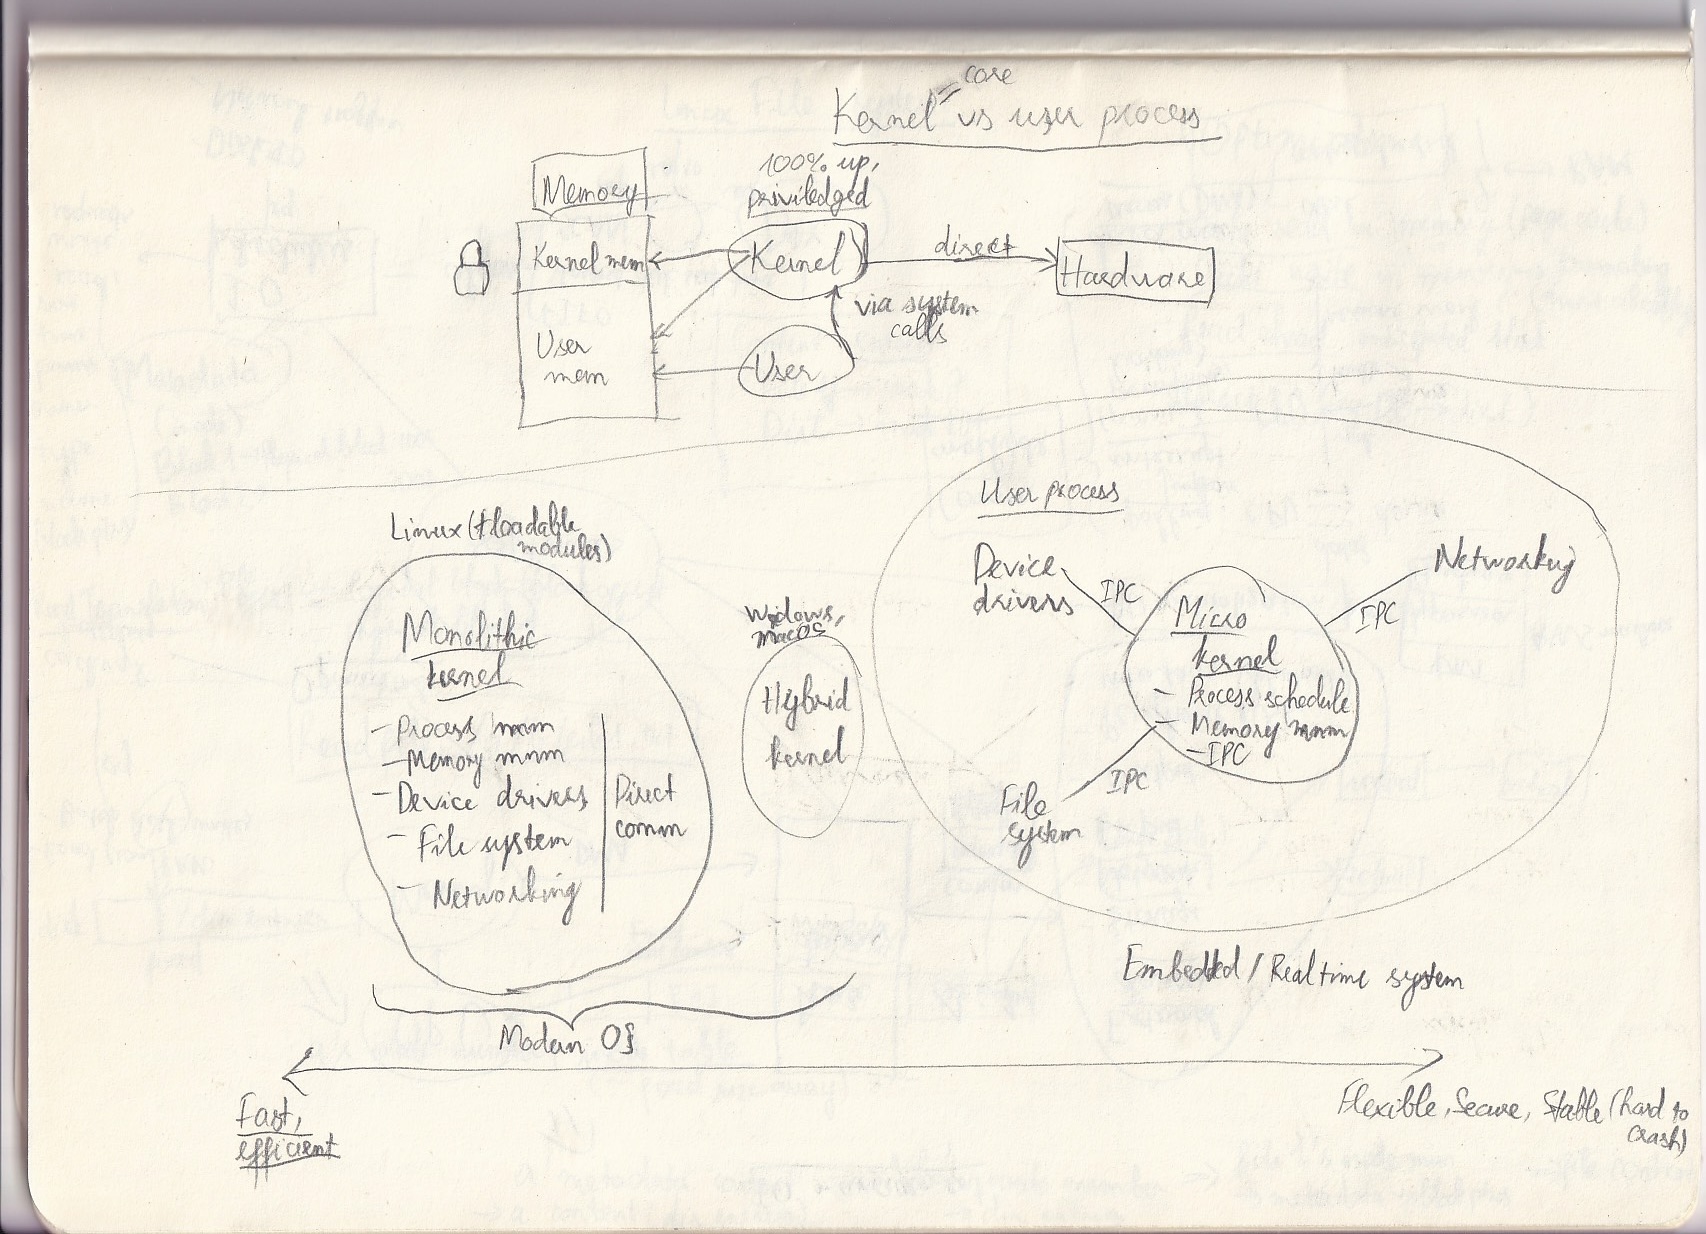 = core
Kernel vs user process
Memory
100% up,
priviledged
Kernel mem
Kernel
direct
Hardware
via system
calls
User
mem
User
Linux (+loadable
modules)
Monolithic
kernel
- Process mnm
- Memory mnm
- Device drivers
- File system
- Networking
Direct
comm
Widows,
macOS
Hybrid
kernel
User process
Device
drivers
IPC
Networking
IPC
Micro
kernel
- Process schedule
- Memory mnm
- IPC
IPC
File
system
Embedded / Realtime system
Modern OS
Fast,
efficient
Flexible, Secure, Stable (hard to
crash)